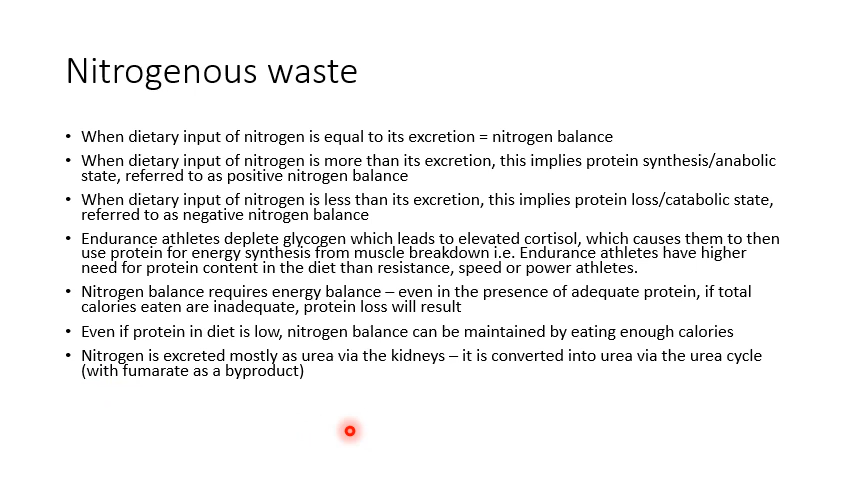 Nitrogenous waste
• When dietary input of nitrogen is equal to its excretion = nitrogen balance
• When dietary input of nitrogen is more than its excretion, this implies protein synthesis/anabolic
state, referred to as positive nitrogen balance
• When dietary input of nitrogen is less than its excretion, this implies protein loss/catabolic state,
referred to as negative nitrogen balance
• Endurance athletes deplete glycogen which leads to elevated cortisol, which causes them to then
use protein for energy synthesis from muscle breakdown i.e. Endurance athletes have higher
need for protein content in the diet than resistance, speed or power athletes.
• Nitrogen balance requires energy balance – even in the presence of adequate protein, if total
calories eaten are inadequate, protein loss will result
• Even if protein in diet is low, nitrogen balance can be maintained by eating enough calories
• Nitrogen is excreted mostly as urea via the kidneys – it is converted into urea via the urea cycle
(with fumarate as a byproduct)